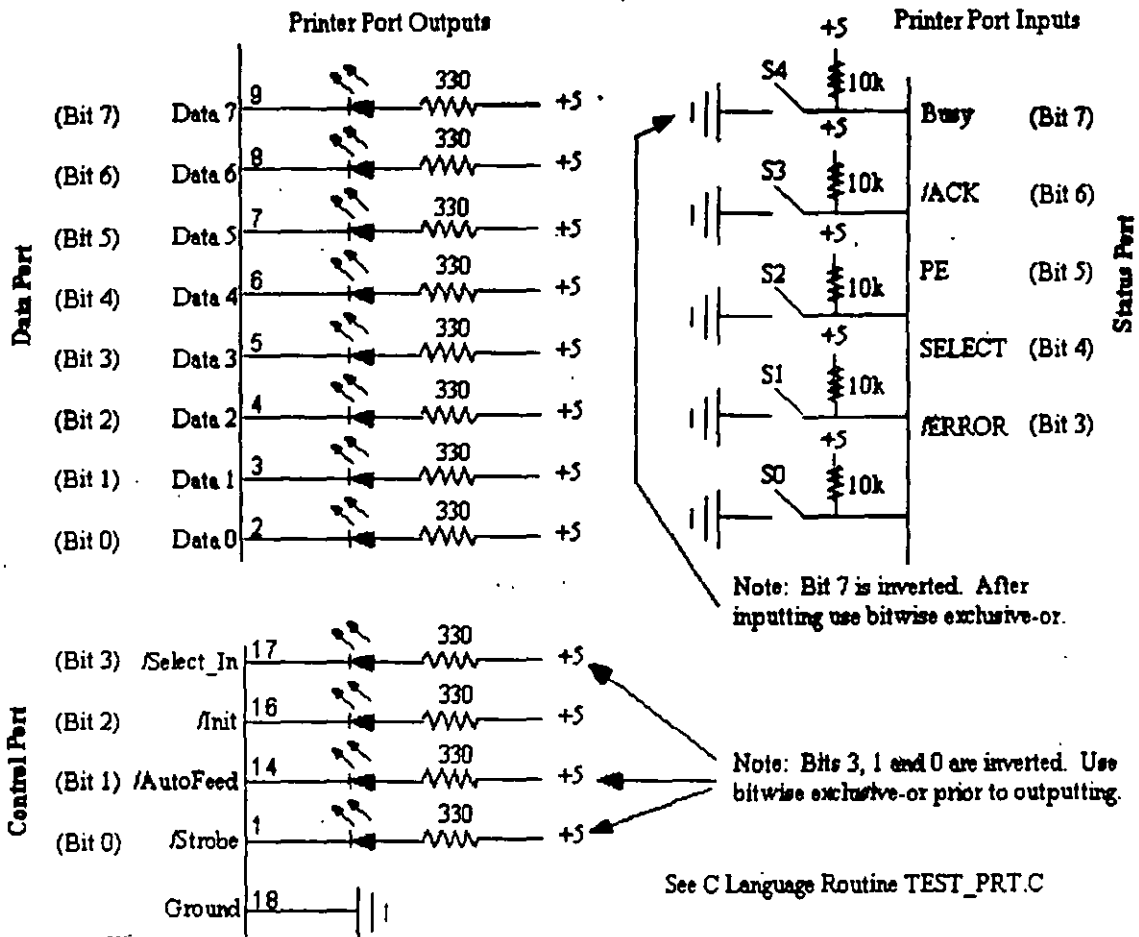 Printer Port Outputs
Data Port
(Bit 7) Data 7 9 330 +5
(Bit 6) Data 6 8 330 +5
(Bit 5) Data 5 7 330 +5
(Bit 4) Data 4 6 330 +5
(Bit 3) Data 3 5 330 +5
(Bit 2) Data 2 4 330 +5
(Bit 1) Data 1 3 330 +5
(Bit 0) Data 0 2 330 +5
Control Port
(Bit 3) /Select_In 17 330 +5
(Bit 2) /Init 16 330 +5
(Bit 1) /AutoFeed 14 330 +5
(Bit 0) /Strobe 1 330 +5
Ground 18
Printer Port Inputs
Status Port
+5
S4 10k Busy (Bit 7)
+5
S3 10k /ACK (Bit 6)
+5
S2 10k PE (Bit 5)
+5
SELECT (Bit 4)
S1 10k /ERROR (Bit 3)
+5
S0 10k
Note: Bit 7 is inverted. After
inputting use bitwise exclusive-or.
Note: Bits 3, 1 and 0 are inverted. Use
bitwise exclusive-or prior to outputting.
See C Language Routine TEST_PRT.C